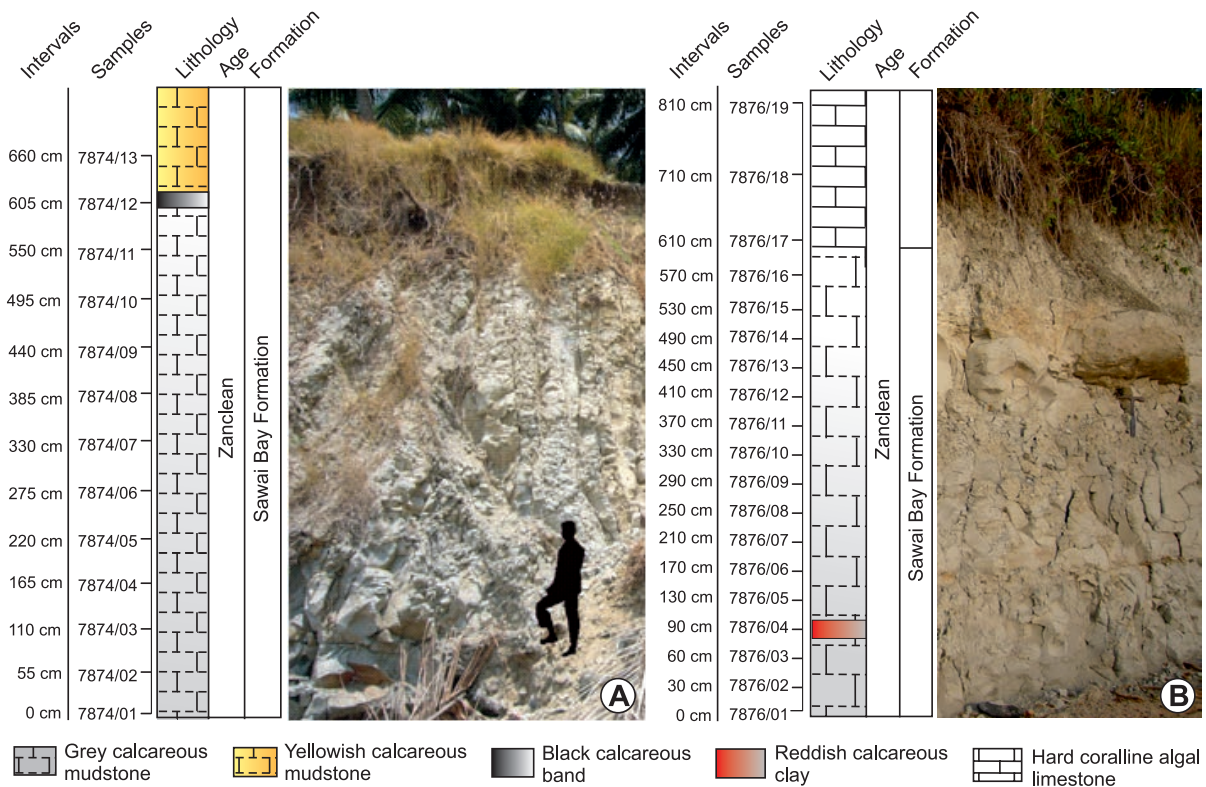 Intervals Samples Lithology Age Formation
660 cm 7874/13
605 cm 7874/12
550 cm 7874/11
495 cm 7874/10
440 cm 7874/09
385 cm 7874/08
330 cm 7874/07
275 cm 7874/06
220 cm 7874/05
165 cm 7874/04
110 cm 7874/03
55 cm 7874/02
0 cm 7874/01
Zanclean
Sawai Bay Formation
A
Intervals Samples Lithology Age Formation
810 cm 7876/19
710 cm 7876/18
610 cm 7876/17
570 cm 7876/16
530 cm 7876/15
490 cm 7876/14
450 cm 7876/13
410 cm 7876/12
370 cm 7876/11
330 cm 7876/10
290 cm 7876/09
250 cm 7876/08
210 cm 7876/07
170 cm 7876/06
130 cm 7876/05
90 cm 7876/04
60 cm 7876/03
30 cm 7876/02
0 cm 7876/01
Zanclean
Sawai Bay Formation
B
Grey calcareous
mudstone
Yellowish calcareous
mudstone
Black calcareous
band
Reddish calcareous
clay
Hard coralline algal
limestone